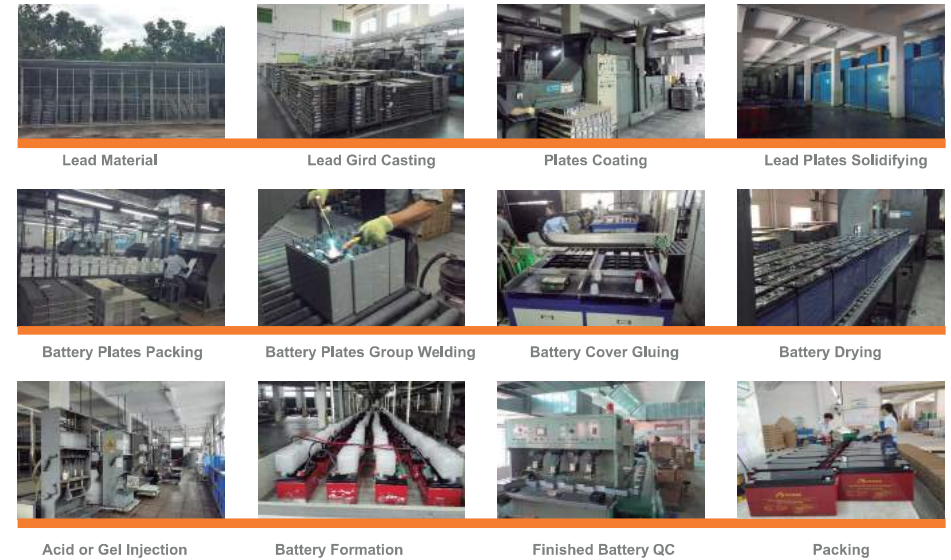 Lead Material
Lead Gird Casting
Plates Coating
Lead Plates Solidifying
Battery Plates Packing
Battery Plates Group Welding
Battery Cover Gluing
Battery Drying
Acid or Gel Injection
Battery Formation
Finished Battery QC
Packing